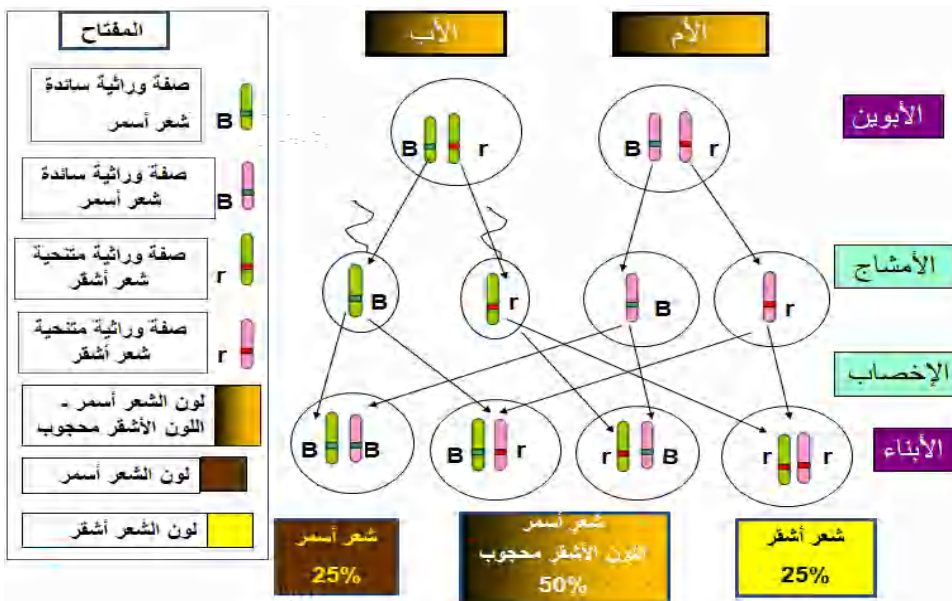 المفتاح
صفة وراثية سائدة
شعر أسمر
B
صفة وراثية سائدة
شعر أسمر
B
صفة وراثية متنحية
شعر أشقر
r
صفة وراثية متنحية
شعر أشقر
r
لون الشعر أسمر -
اللون الأشقر محجوب
لون الشعر أسمر
لون الشعر أشقر
الأم
الأب
الأبوين
B r
B r
الأمشاج
B
r
B
r
الإخصاب
الأبناء
B B
B r
r B
r r
شعر أسمر
25%
شعر أسمر
اللون الأشقر محجوب
50%
شعر أشقر
25%